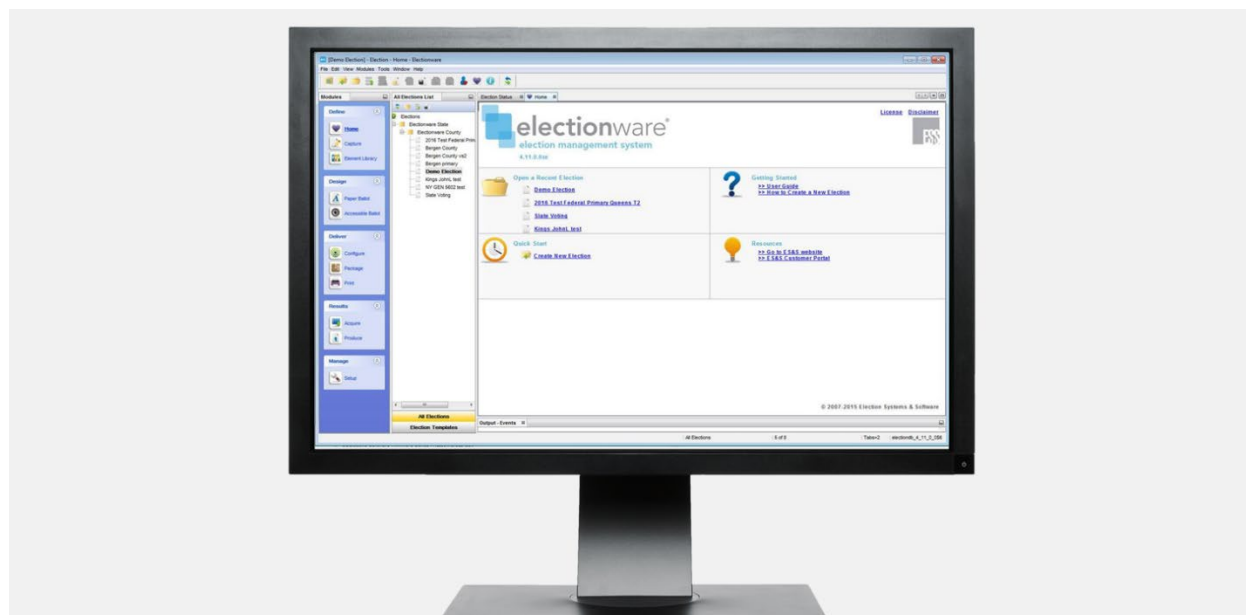 [Demo Election] - Election - Home - Electionware
File Edit View Modules Tools Window Help
Modules
All Elections List
Election Status
Home
Define
Home
Capture
Element Library
Design
Paper Ballot
Accessible Ballot
Deliver
Configure
Package
Print
Results
Acquire
Produce
Manage
Setup
Elections
Electionware State
Electionware County
2016 Test Federal Prim
Bergen County
Bergen County vs2
Bergen primary
Demo Election
Kings JohnL test
NY GEN 5602 test
Slate Voting
All Elections
Election Templates
License Disclaimer
electionware®
election management system
Open a Recent Election
Demo Election
2016 Test Federal Primary Queens T2
Slate Voting
Kings JohnL test
Getting Started
>> User Guide
>> How to Create a New Election
Quick Start
Create New Election
Resources
>> Go to ES&S website
>> ES&S Customer Portal
© 2007-2015 Election Systems & Software
Output - Events
All Elections
Tabs=2